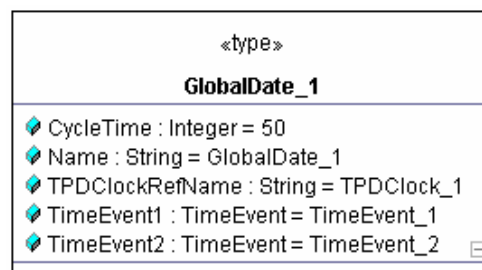 «type»
GlobalDate_1
CycleTime : Integer = 50
Name : String = GlobalDate_1
TPDClockRefName : String = TPDClock_1
TimeEvent1 : TimeEvent = TimeEvent_1
TimeEvent2 : TimeEvent = TimeEvent_2